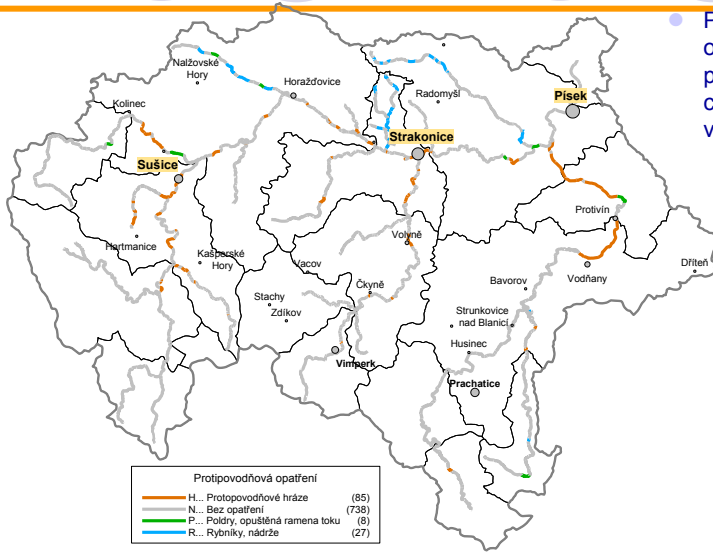 Nalžovské
Hory
Horažďovice
Kolinec
Radomyšl
Písek
Strakonice
Sušice
Protivín
Hartmanice
Kašparské
Hory
Volyně
Vacov
Vodňany
Dříteň
Čkyně
Bavorov
Stachy
Zdíkov
Strunkovice
nad Blanicí
Husinec
Vimperk
Prachatice
Protipovodňová opatření
H... Protopovodňové hráze (85)
N... Bez opatření (738)
P... Poldry, opuštěná ramena toku (8)
R... Rybníky, nádrže (27)